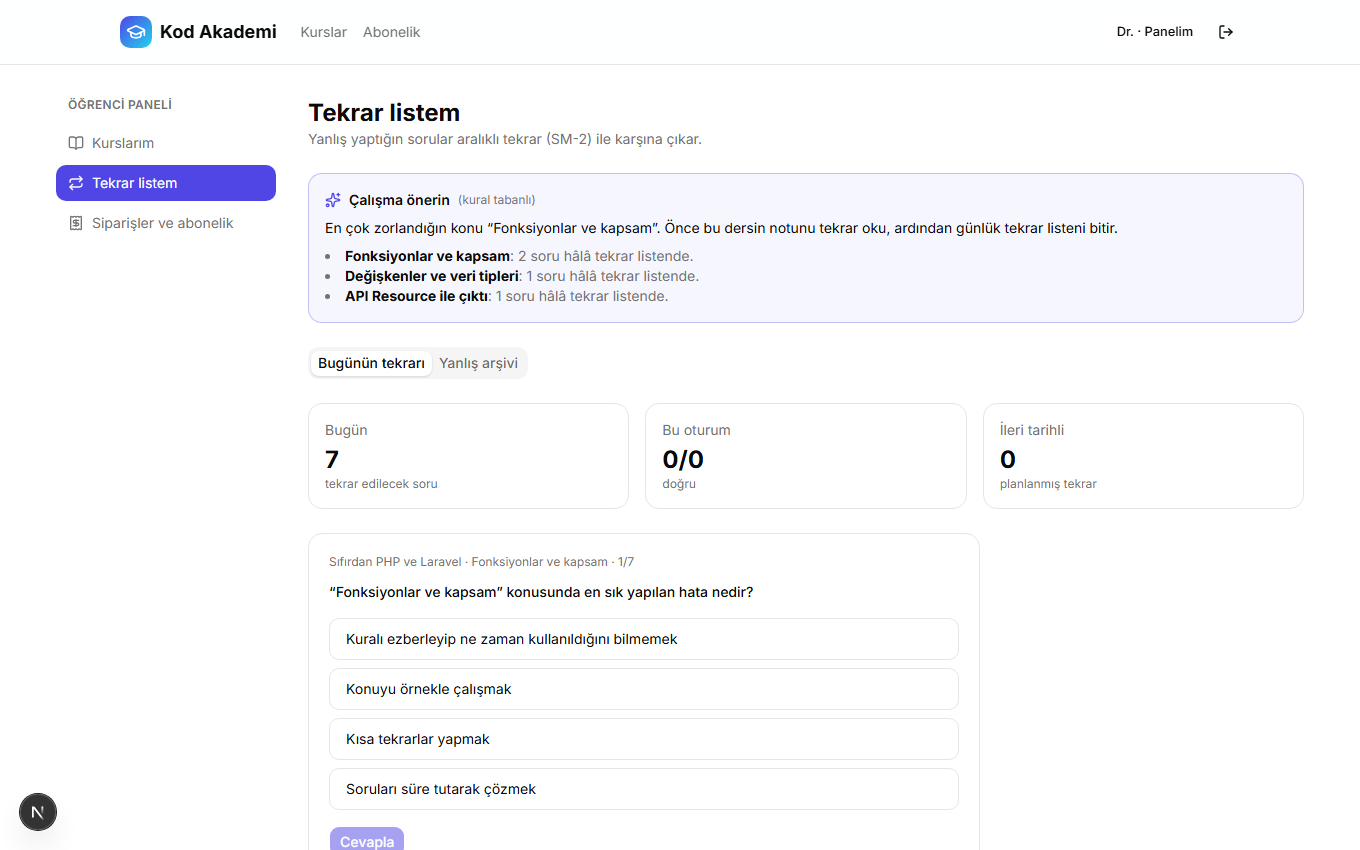 Kod Akademi
Kurslar
Abonelik
Dr. · Panelim
ÖĞRENCİ PANELİ
Kurslarım
Tekrar listem
Siparişler ve abonelik
Tekrar listem
Yanlış yaptığın sorular aralıklı tekrar (SM-2) ile karşına çıkar.
Çalışma önerin (kural tabanlı)
En çok zorlandığın konu “Fonksiyonlar ve kapsam”. Önce bu dersin notunu tekrar oku, ardından günlük tekrar listeni bitir.
• Fonksiyonlar ve kapsam: 2 soru hâlâ tekrar listende.
• Değişkenler ve veri tipleri: 1 soru hâlâ tekrar listende.
• API Resource ile çıktı: 1 soru hâlâ tekrar listende.
Bugünün tekrarı
Yanlış arşivi
Bugün
7
tekrar edilecek soru
Bu oturum
0/0
doğru
İleri tarihli
0
planlanmış tekrar
Sıfırdan PHP ve Laravel · Fonksiyonlar ve kapsam · 1/7
“Fonksiyonlar ve kapsam” konusunda en sık yapılan hata nedir?
Kuralı ezberleyip ne zaman kullanıldığını bilmemek
Konuyu örnekle çalışmak
Kısa tekrarlar yapmak
Soruları süre tutarak çözmek
N
Cevapla